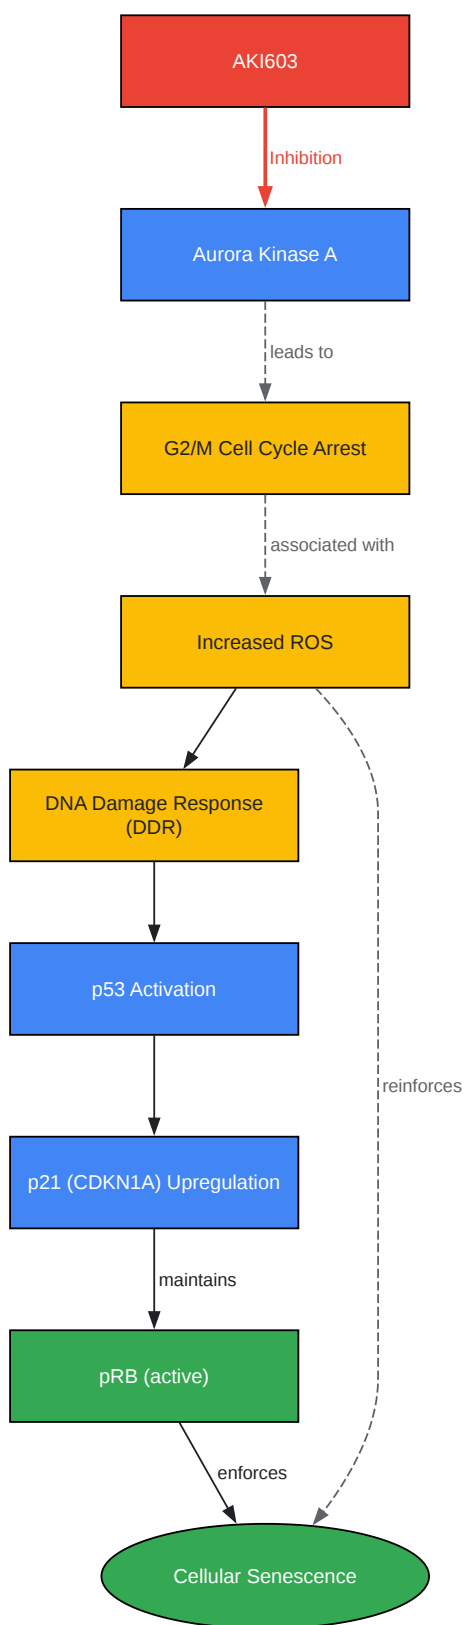 AKI603
Inhibition
Aurora Kinase A
leads to
G2/M Cell Cycle Arrest
associated with
Increased ROS
DNA Damage Response
(DDR)
p53 Activation
reinforces
p21 (CDKN1A) Upregulation
maintains
pRB (active)
enforces
Cellular Senescence